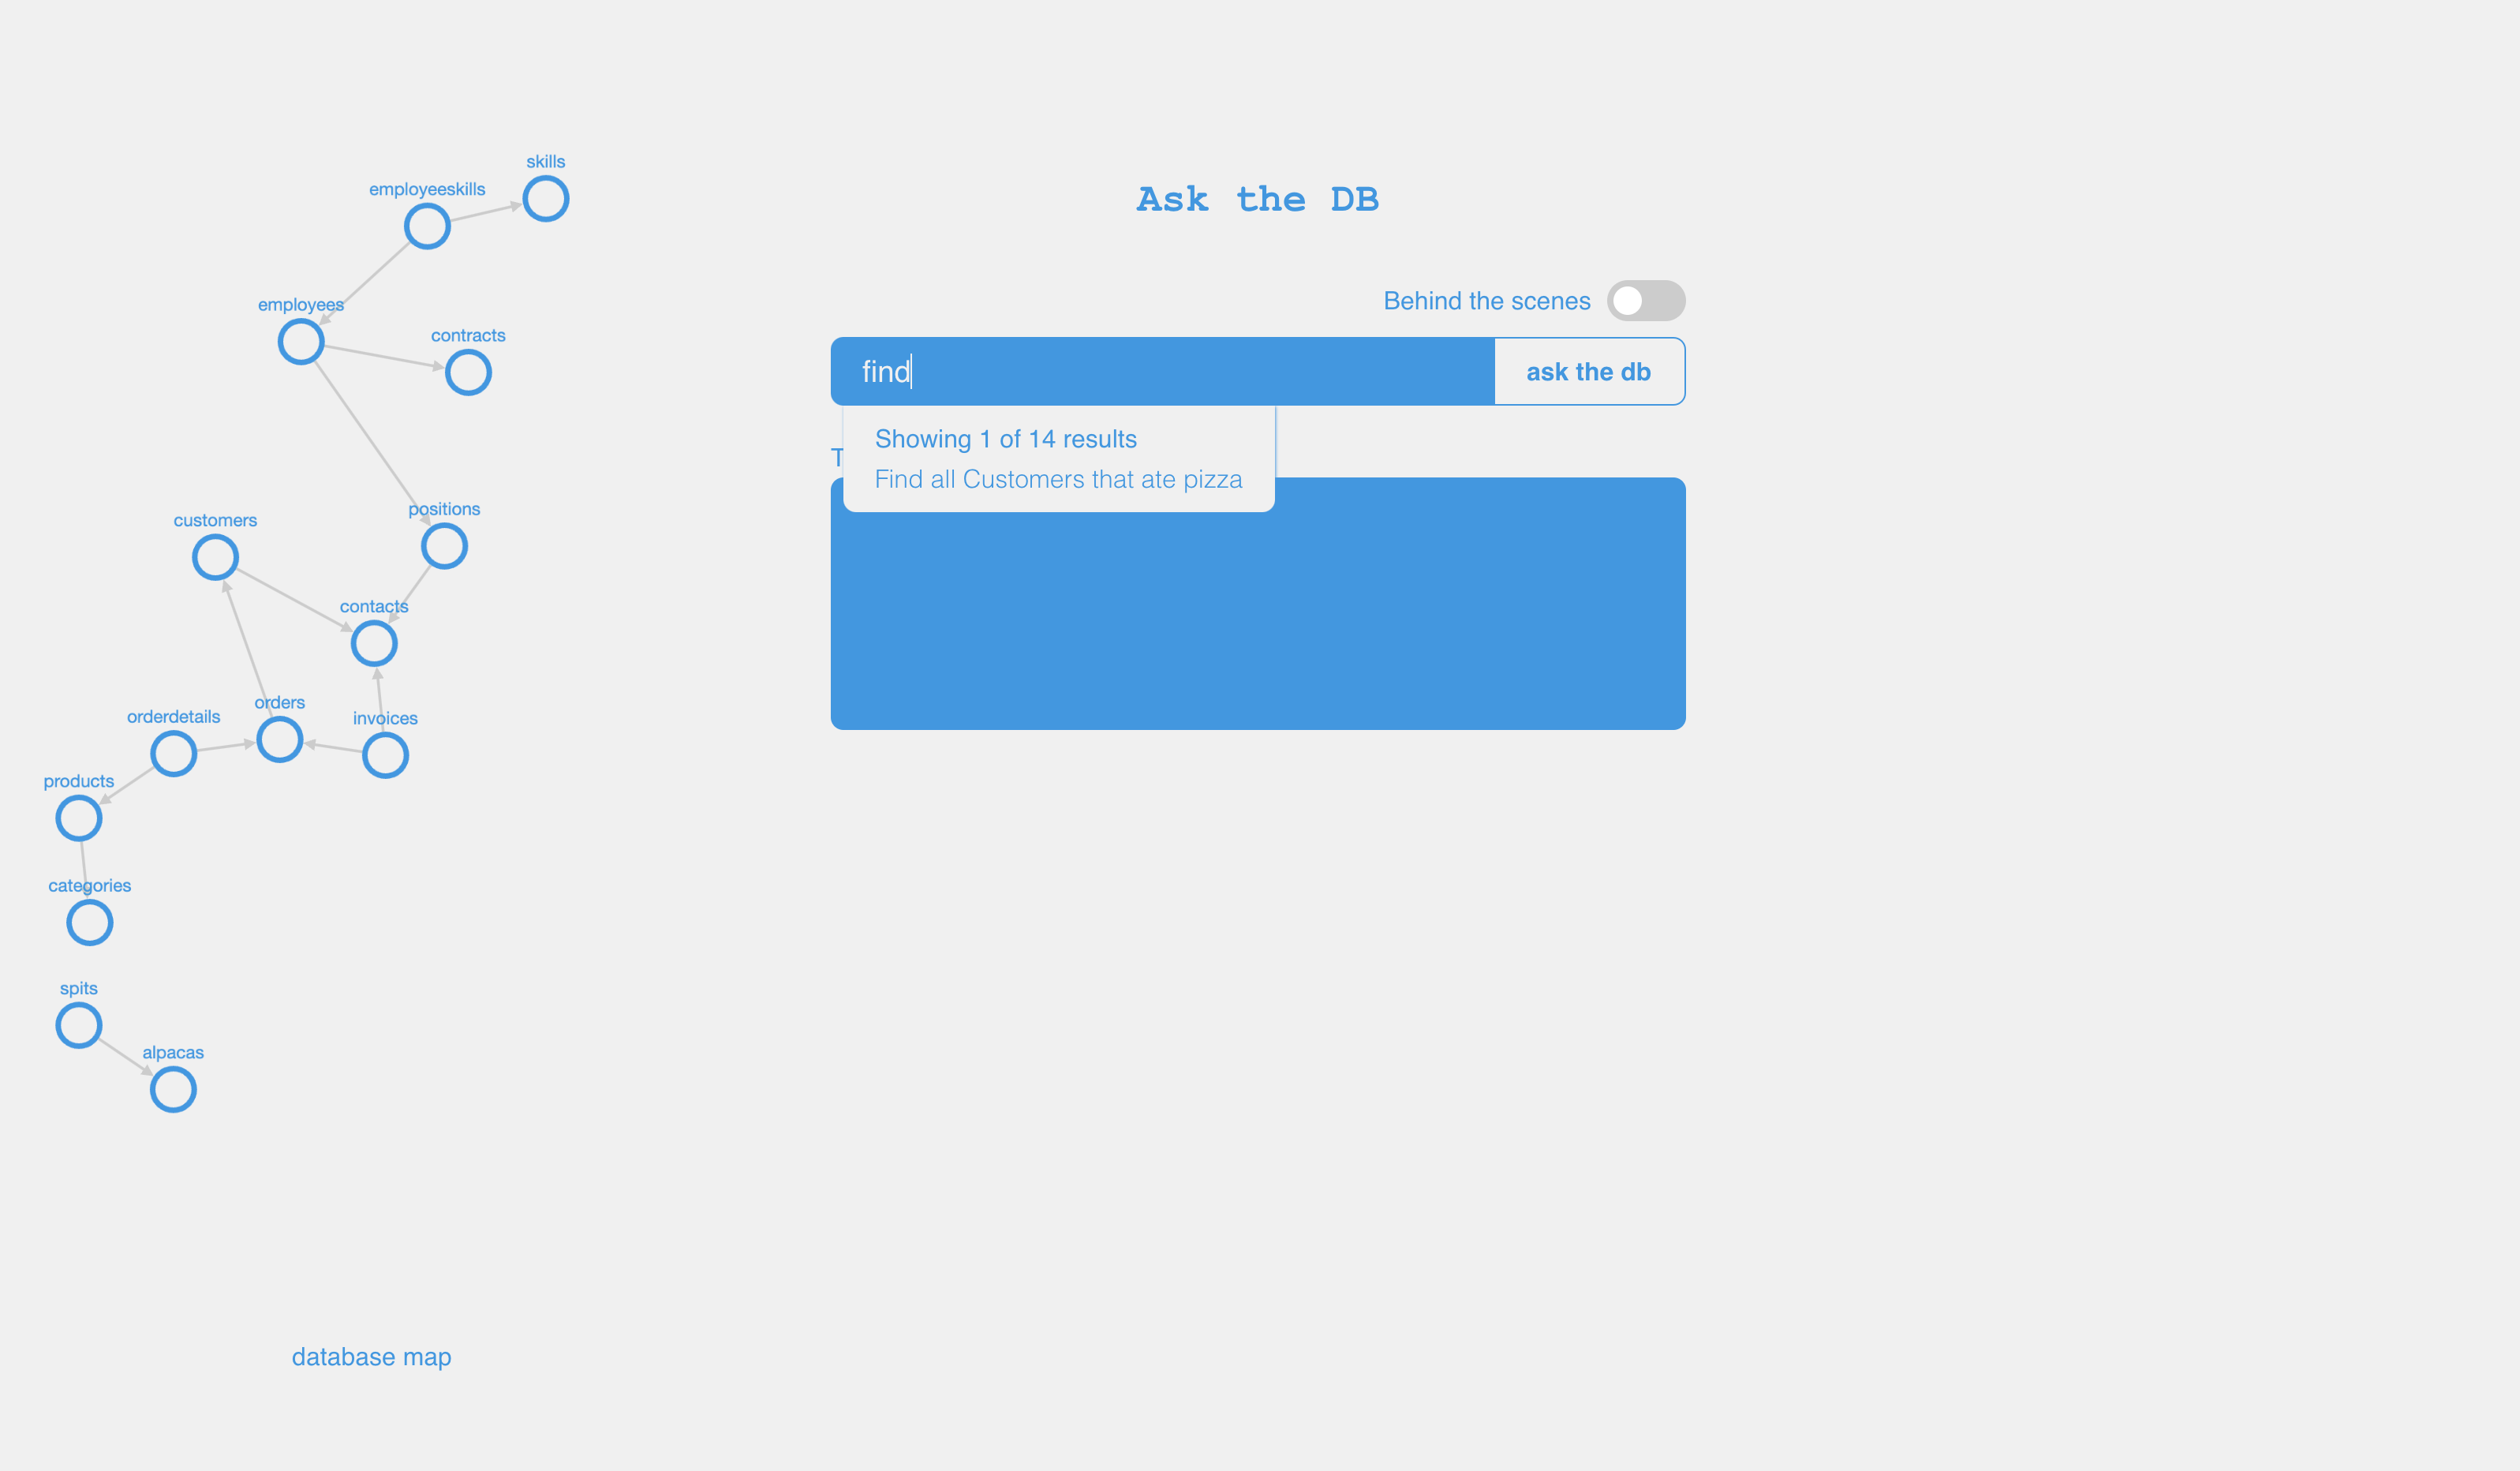 skills
employeeskills
employees
contracts
positions
customers
contacts
orders
orderdetails
invoices
products
categories
spits
alpacas
database map
Ask the DB
Behind the scenes
find
ask the db
Showing 1 of 14 results
Find all Customers that ate pizza